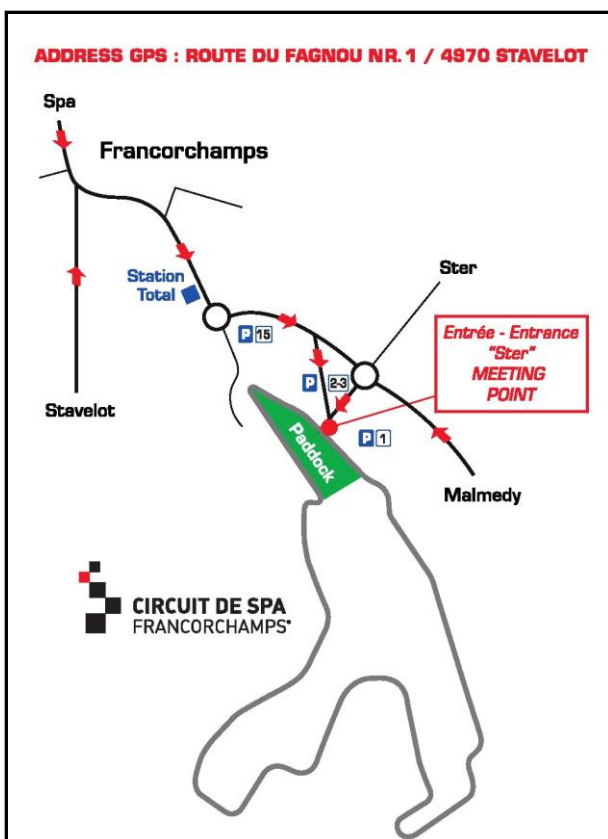 ADDRESS GPS : ROUTE DU FAGNOU NR. 1 / 4970 STAVELOT
Spa
Francorchamps
Station
Total
Ster
P 15
Entrée - Entrance
"Ster"
MEETING
POINT
P 2-3
Stavelot
P 1
Paddock
Malmedy
CIRCUIT DE SPA
FRANCORCHAMPS